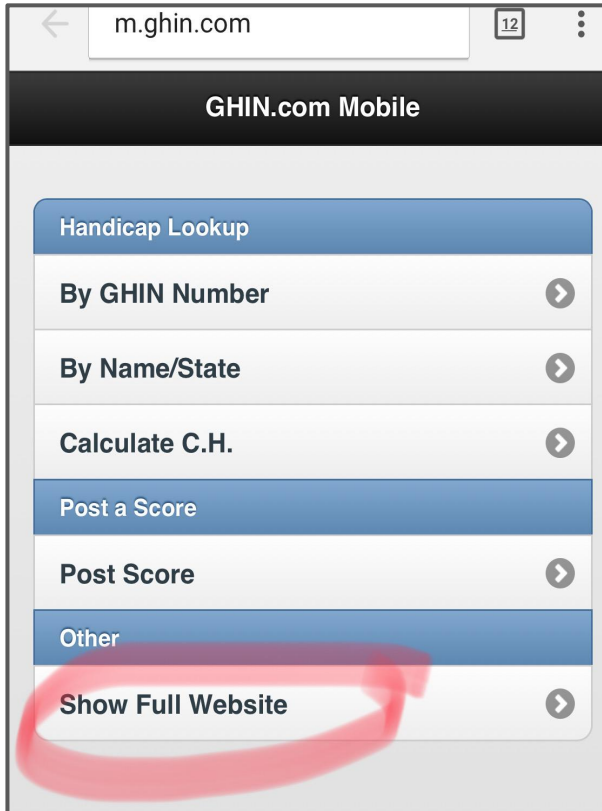 m.ghin.com 12
GHIN.com Mobile
Handicap Lookup
By GHIN Number
By Name/State
Calculate C.H.
Post a Score
Post Score
Other
Show Full Website